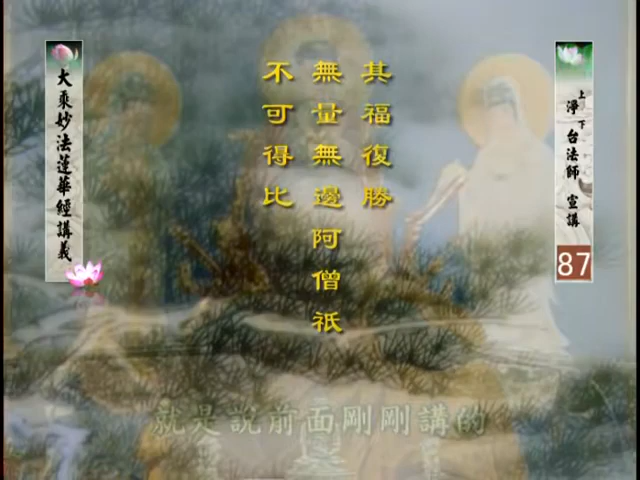 其福復勝
無量無邊阿僧祇
不可得比
大乘妙法蓮華經講義
上淨下台法師 宣講
87
就是說前面剛剛講的